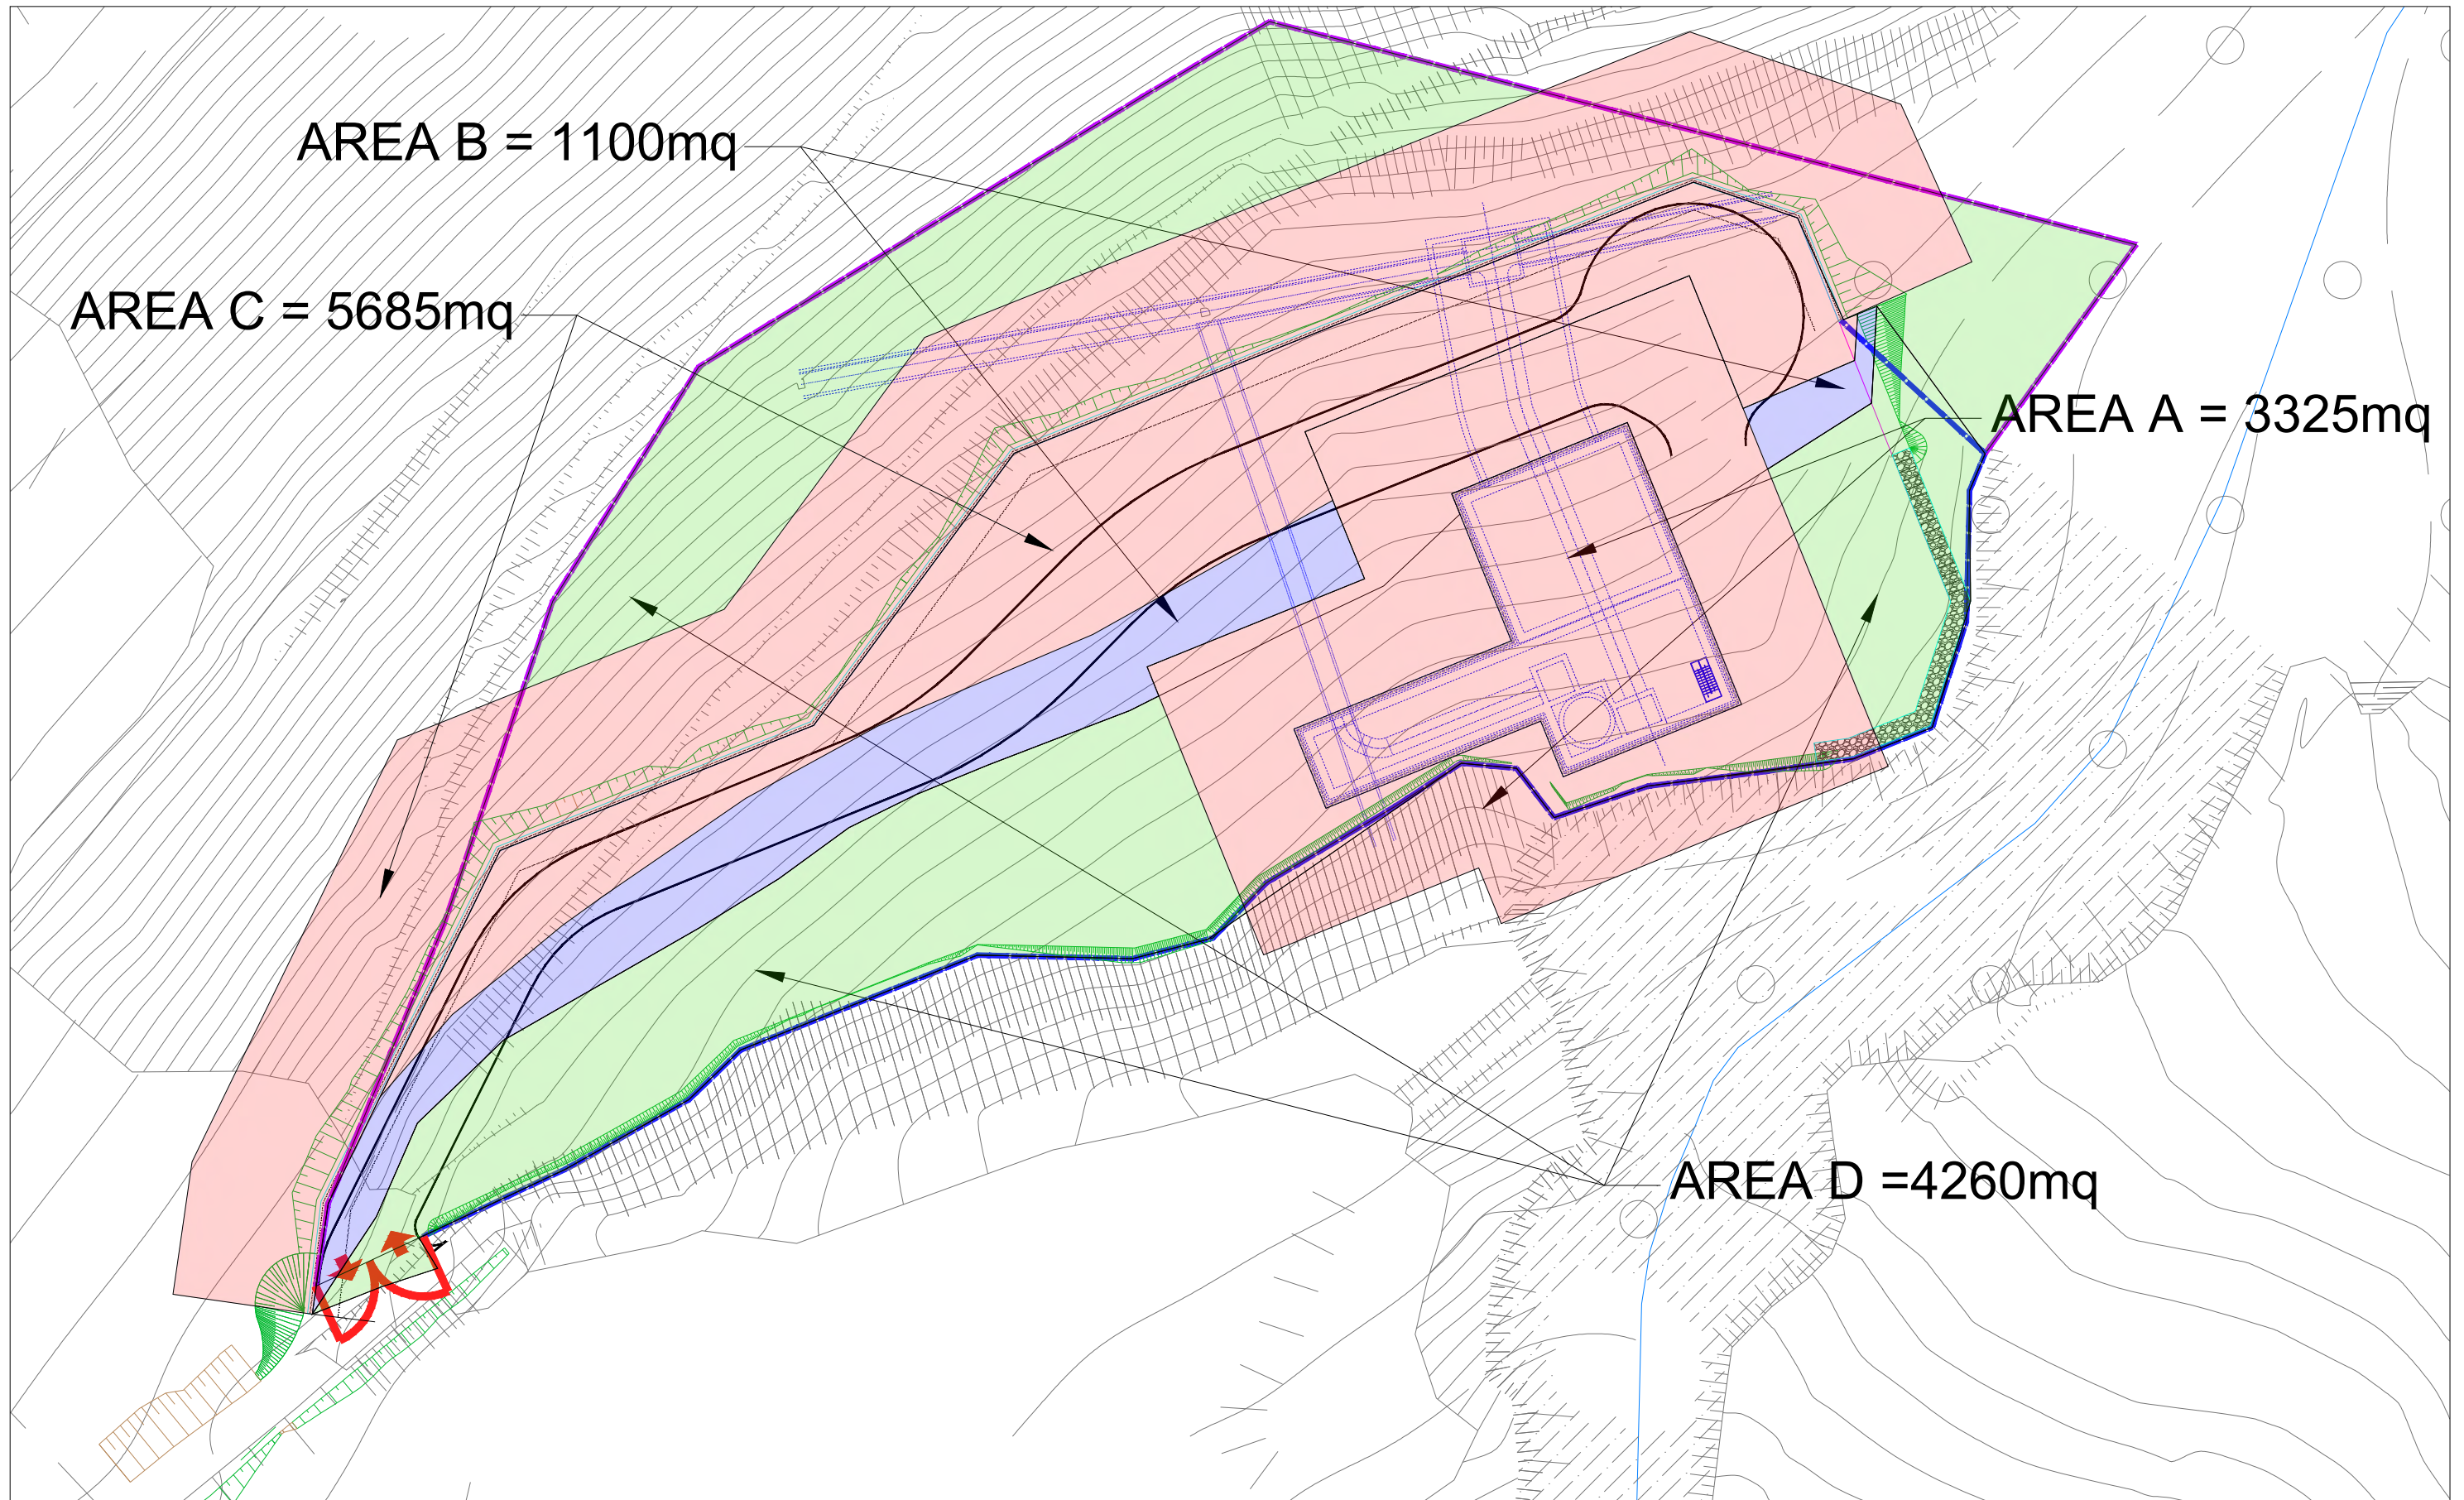 AREA B = 1100mq
AREA C = 5685mq
AREA A = 3325mq
AREA D =4260mq